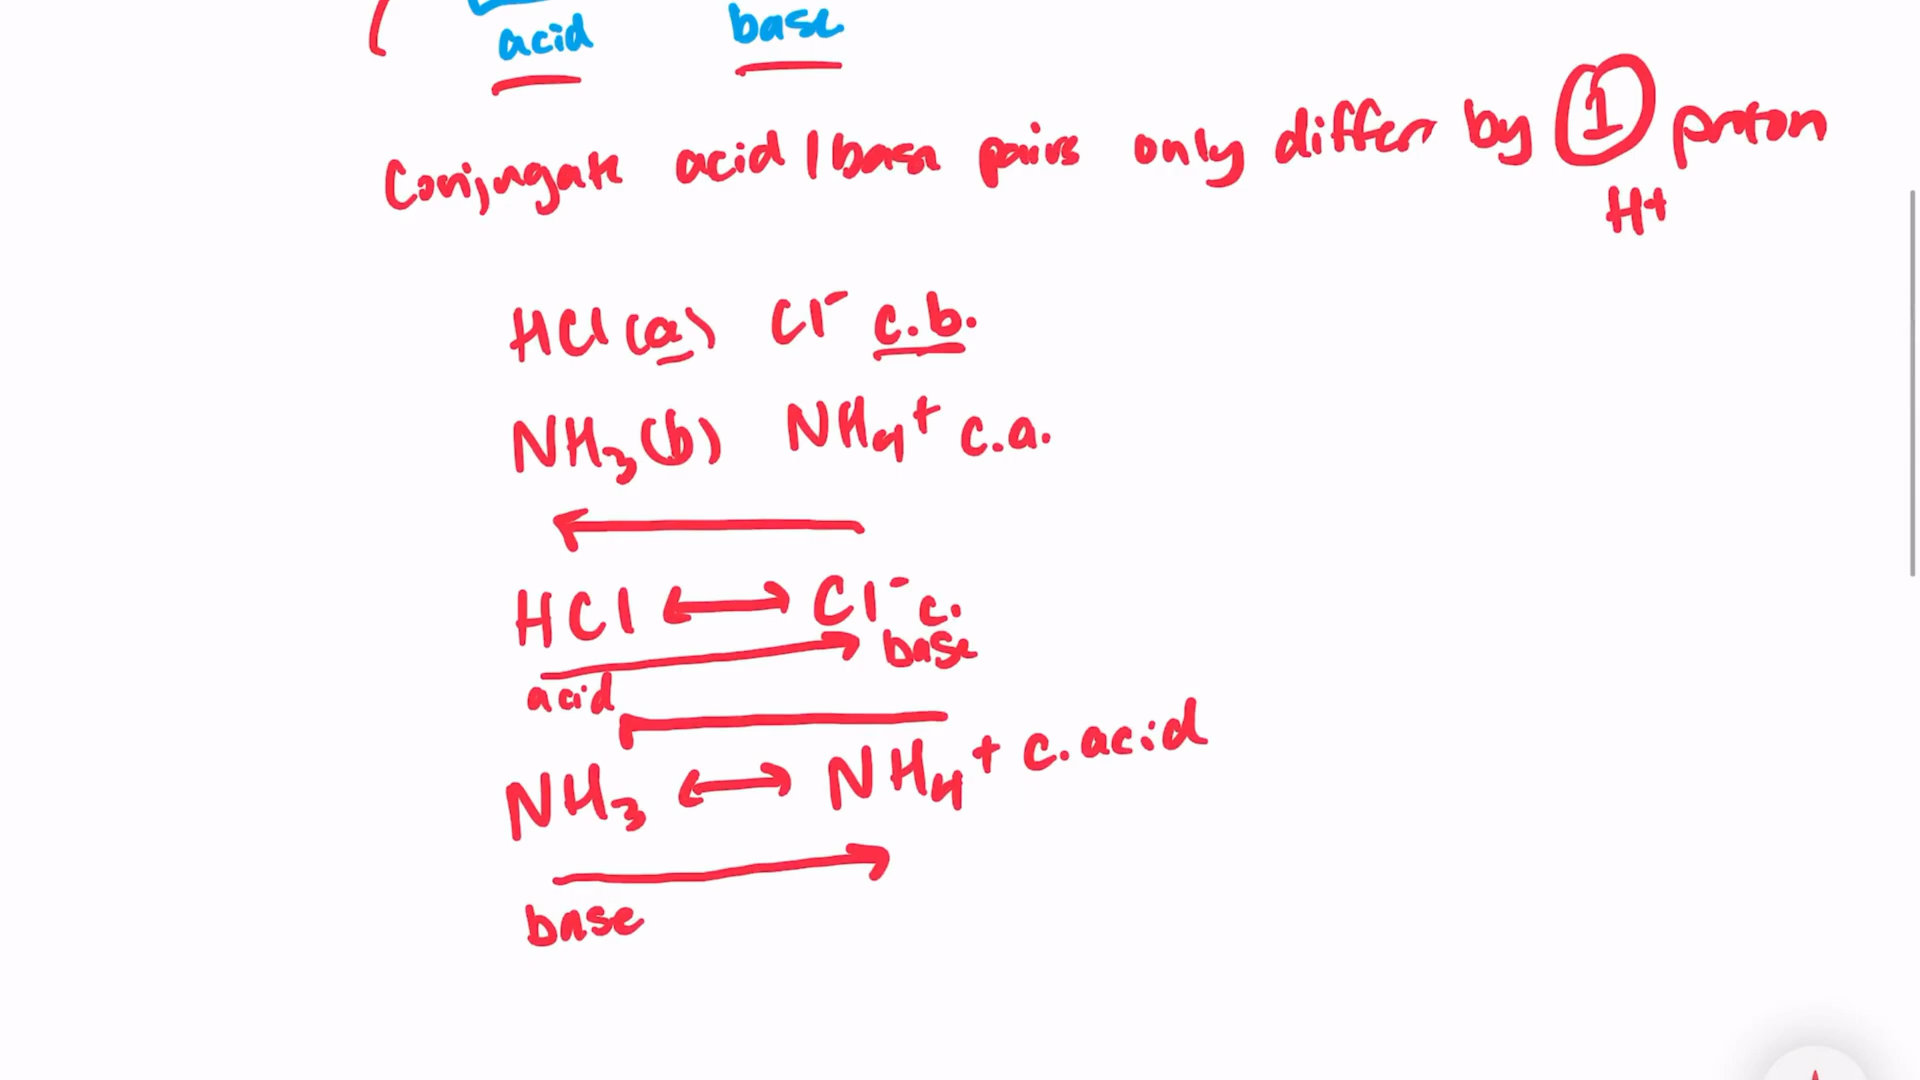 acid base
Conjugate acid/base pairs only differ by 1 proton
H+
HCl (a) Cl⁻ c.b.
NH₃ (b) NH₄⁺ c.a.
HCl ⟷ Cl⁻ c.
base
acid
NH₃ ⟷ NH₄⁺ c. acid
base